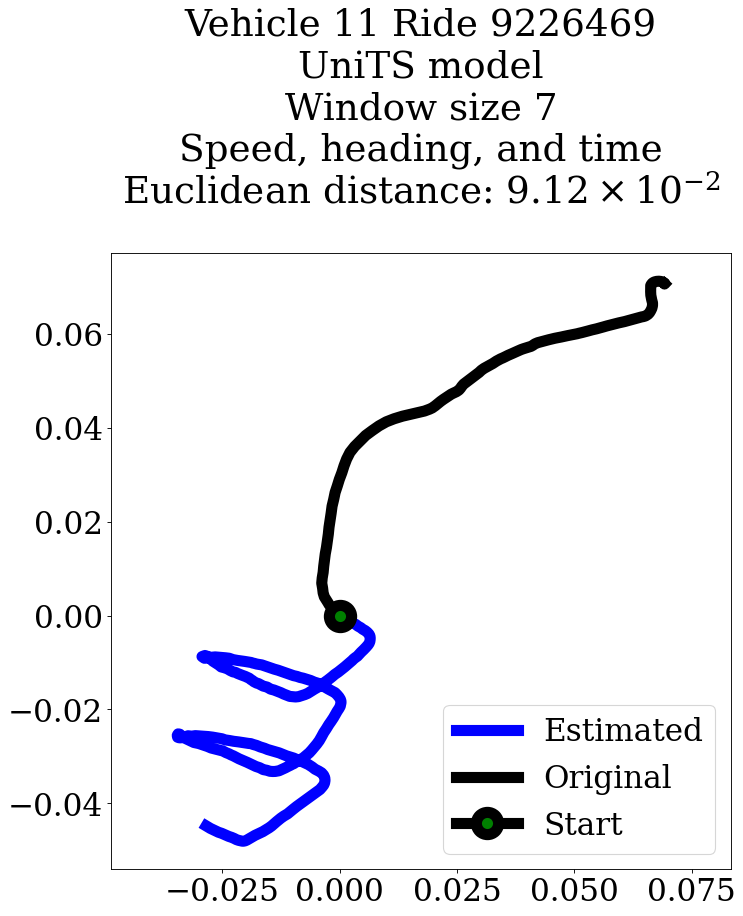 Vehicle 11 Ride 9226469
UniTS model
Window size 7
Speed, heading, and time
Euclidean distance: 9.12 × 10⁻²
0.06
0.04
0.02
0.00
−0.02
−0.04
−0.025 0.000 0.025 0.050 0.075
Estimated
Original
Start